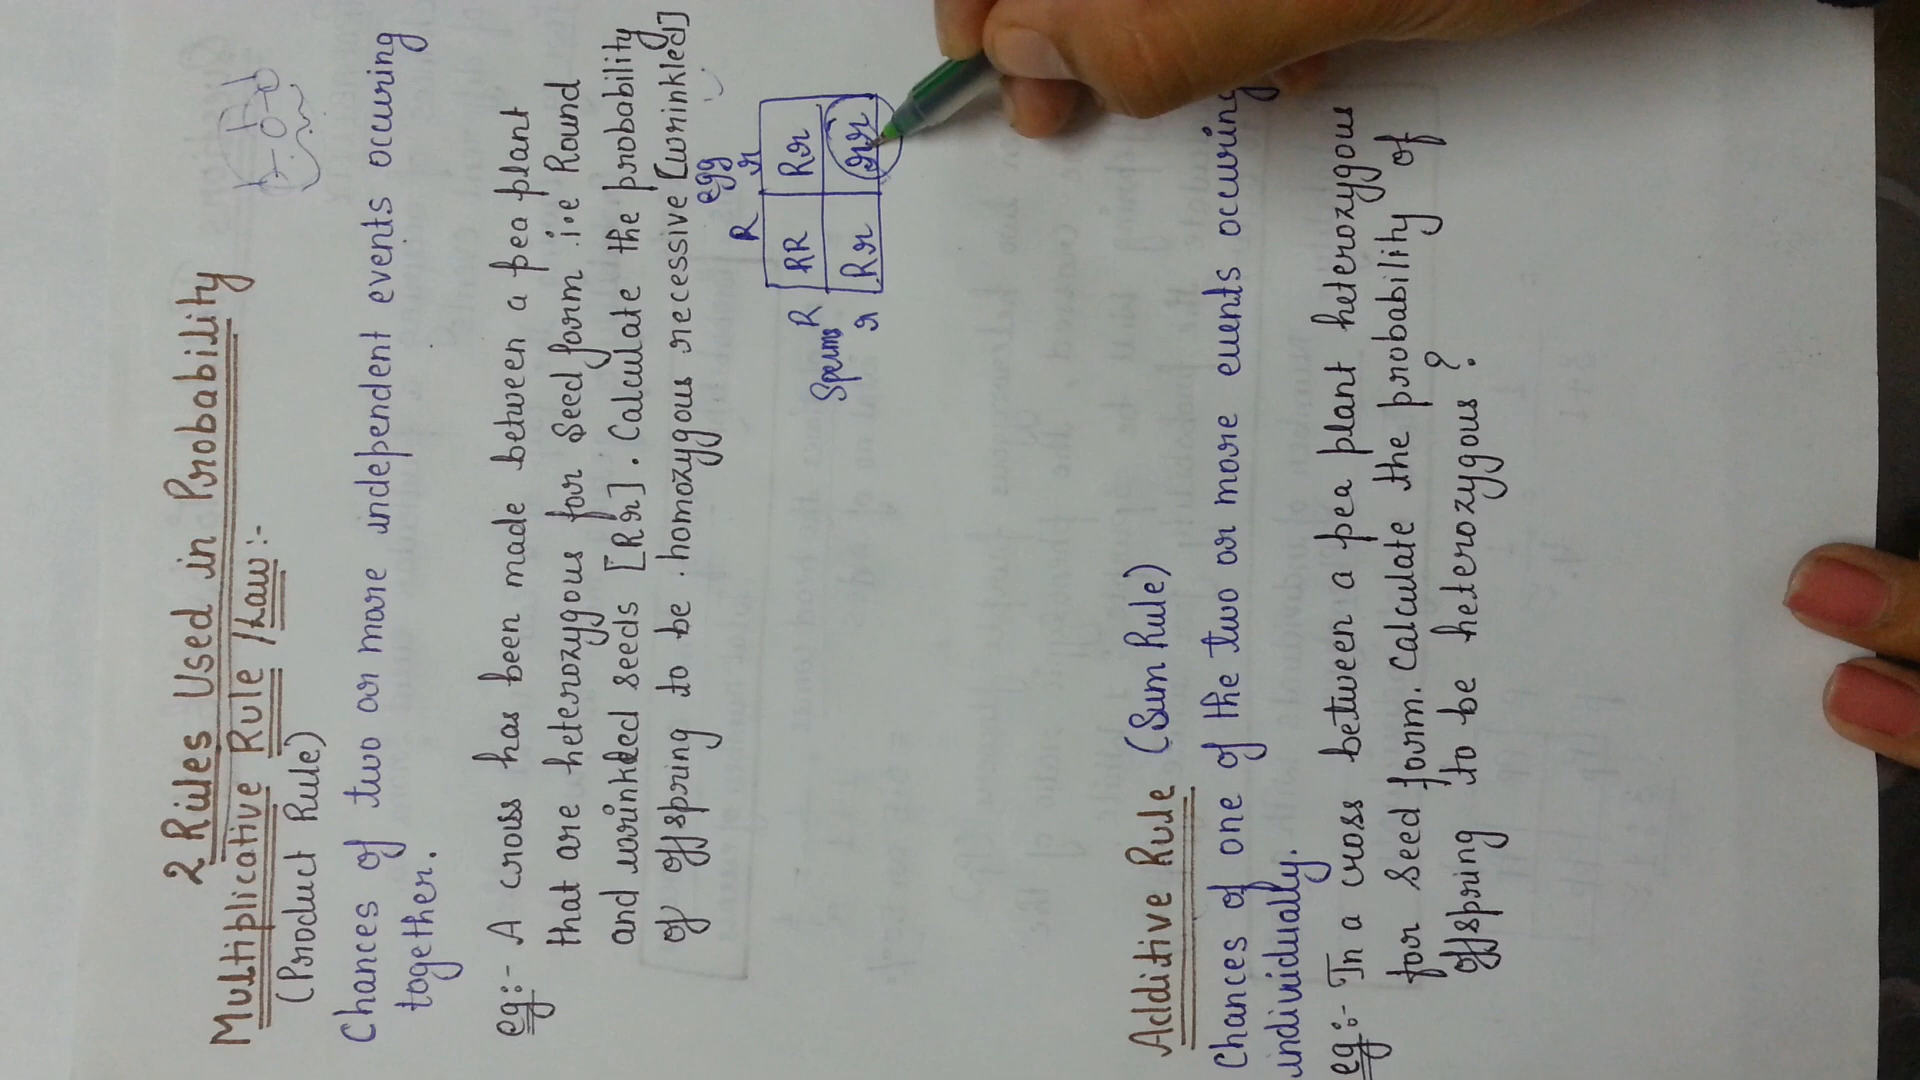 2 Rules Used in Probability
Multiplicative Rule / Law :-
(Product Rule)
Chances of two or more independent events occuring
together.
eg:- A cross has been made between a pea plant
that are heterozygous for Seed form i.e Round
and wrinkled seeds [Rr]. Calculate the probability
of offspring to be homozygous recessive [wrinkled]
egg
R r
Sperms R RR Rr
r Rr rr
Additive Rule (Sum Rule)
Chances of one of the two or more events occuring
individually.
eg:- In a cross between a pea plant heterozygous
for Seed form. Calculate the probability of
offspring to be heterozygous ?